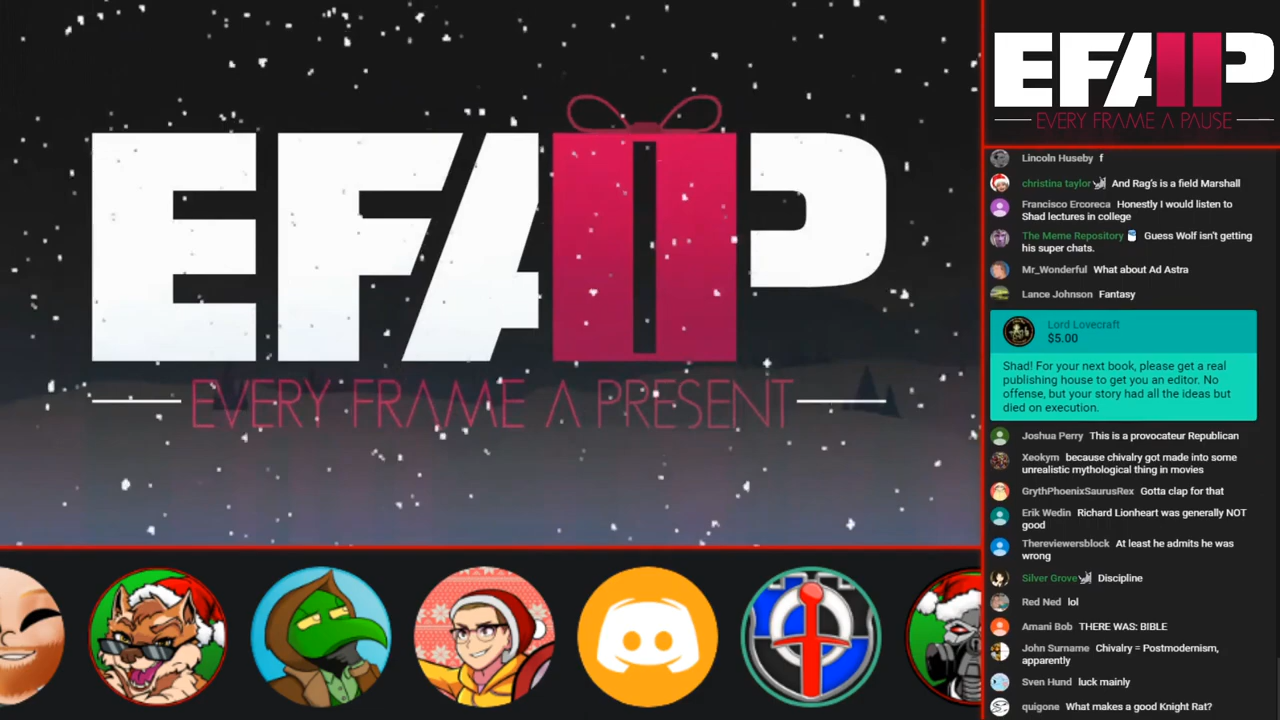 EFAP
EVERY FRAME A PRESENT
EFAP
EVERY FRAME A PAUSE
Lincoln Huseby f
christina taylor And Rag's is a field Marshall
Francisco Ercoreca Honestly I would listen to
Shad lectures in college
The Meme Repository Guess Wolf isn't getting
his super chats.
Mr_Wonderful What about Ad Astra
Lance Johnson Fantasy
Lord Lovecraft
$5.00
Shad! For your next book, please get a real
publishing house to get you an editor. No
offense, but your story had all the ideas but
died on execution.
Joshua Perry This is a provocateur Republican
Xeokym because chivalry got made into some
unrealistic mythological thing in movies
GrythPhoenixSaurusRex Gotta clap for that
Erik Wedin Richard Lionheart was generally NOT
good
Thereviewersblock At least he admits he was
wrong
Silver Grove Discipline
Red Ned lol
Amani Bob THERE WAS: BIBLE
John Surname Chivalry = Postmodernism,
apparently
Sven Hund luck mainly
quigone What makes a good Knight Rat?